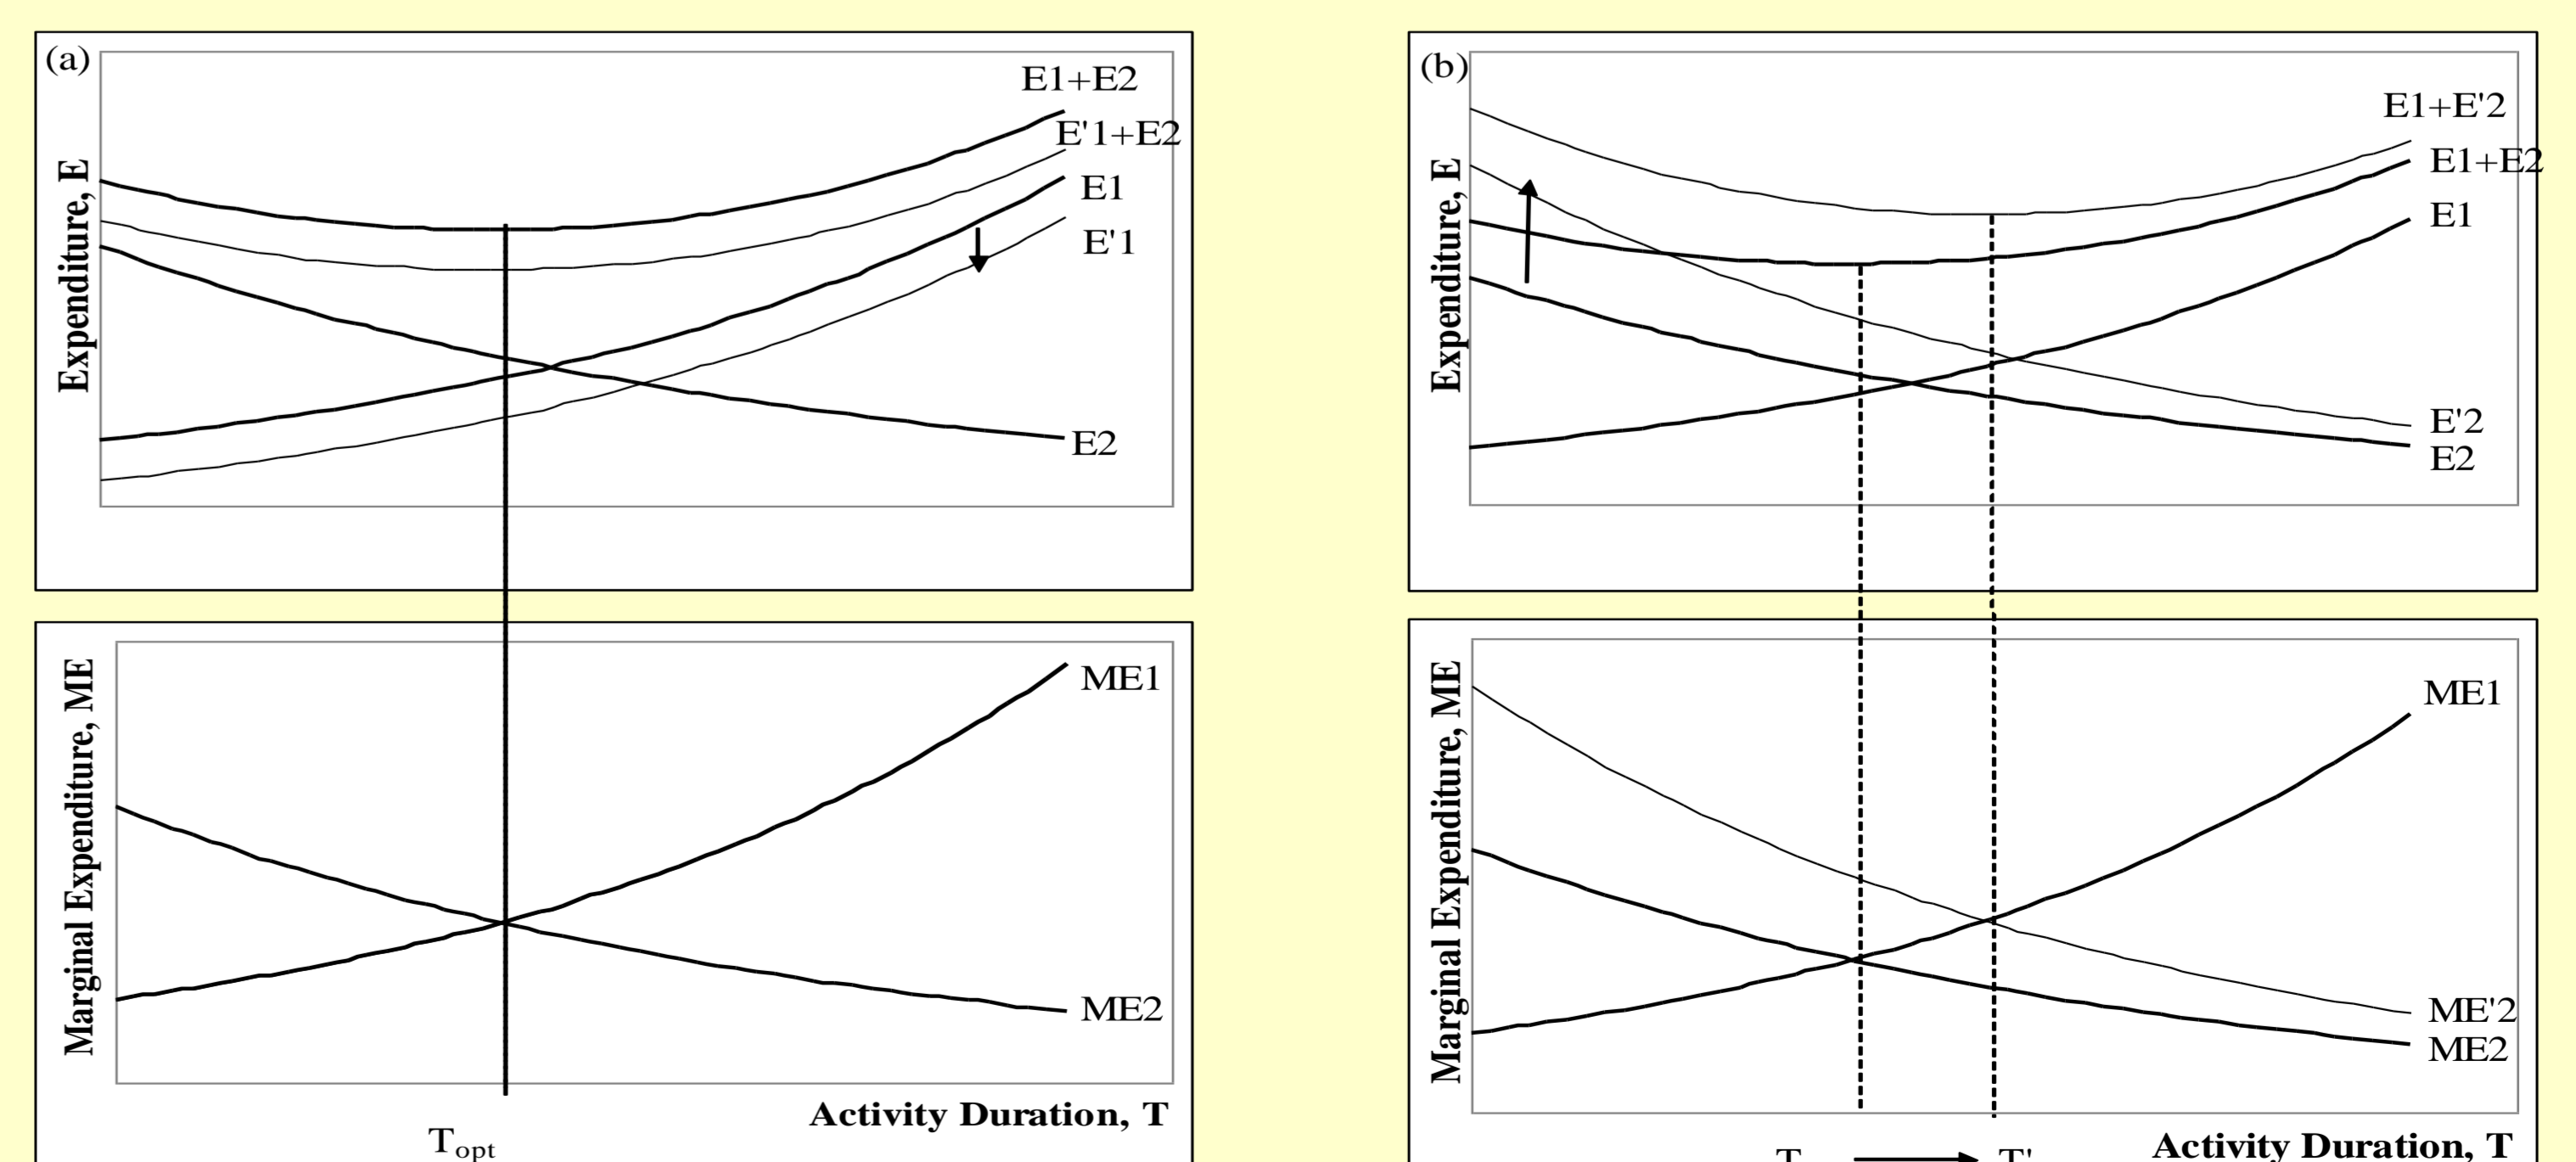 (a)
Expenditure, E
E1+E2
E'1+E2
E1
E'1
E2
Marginal Expenditure, ME
ME1
ME2
Activity Duration, T
Topt
(b)
Expenditure, E
E1+E'2
E1+E2
E1
E'2
E2
Marginal Expenditure, ME
ME1
ME'2
ME2
Activity Duration, T
T T'